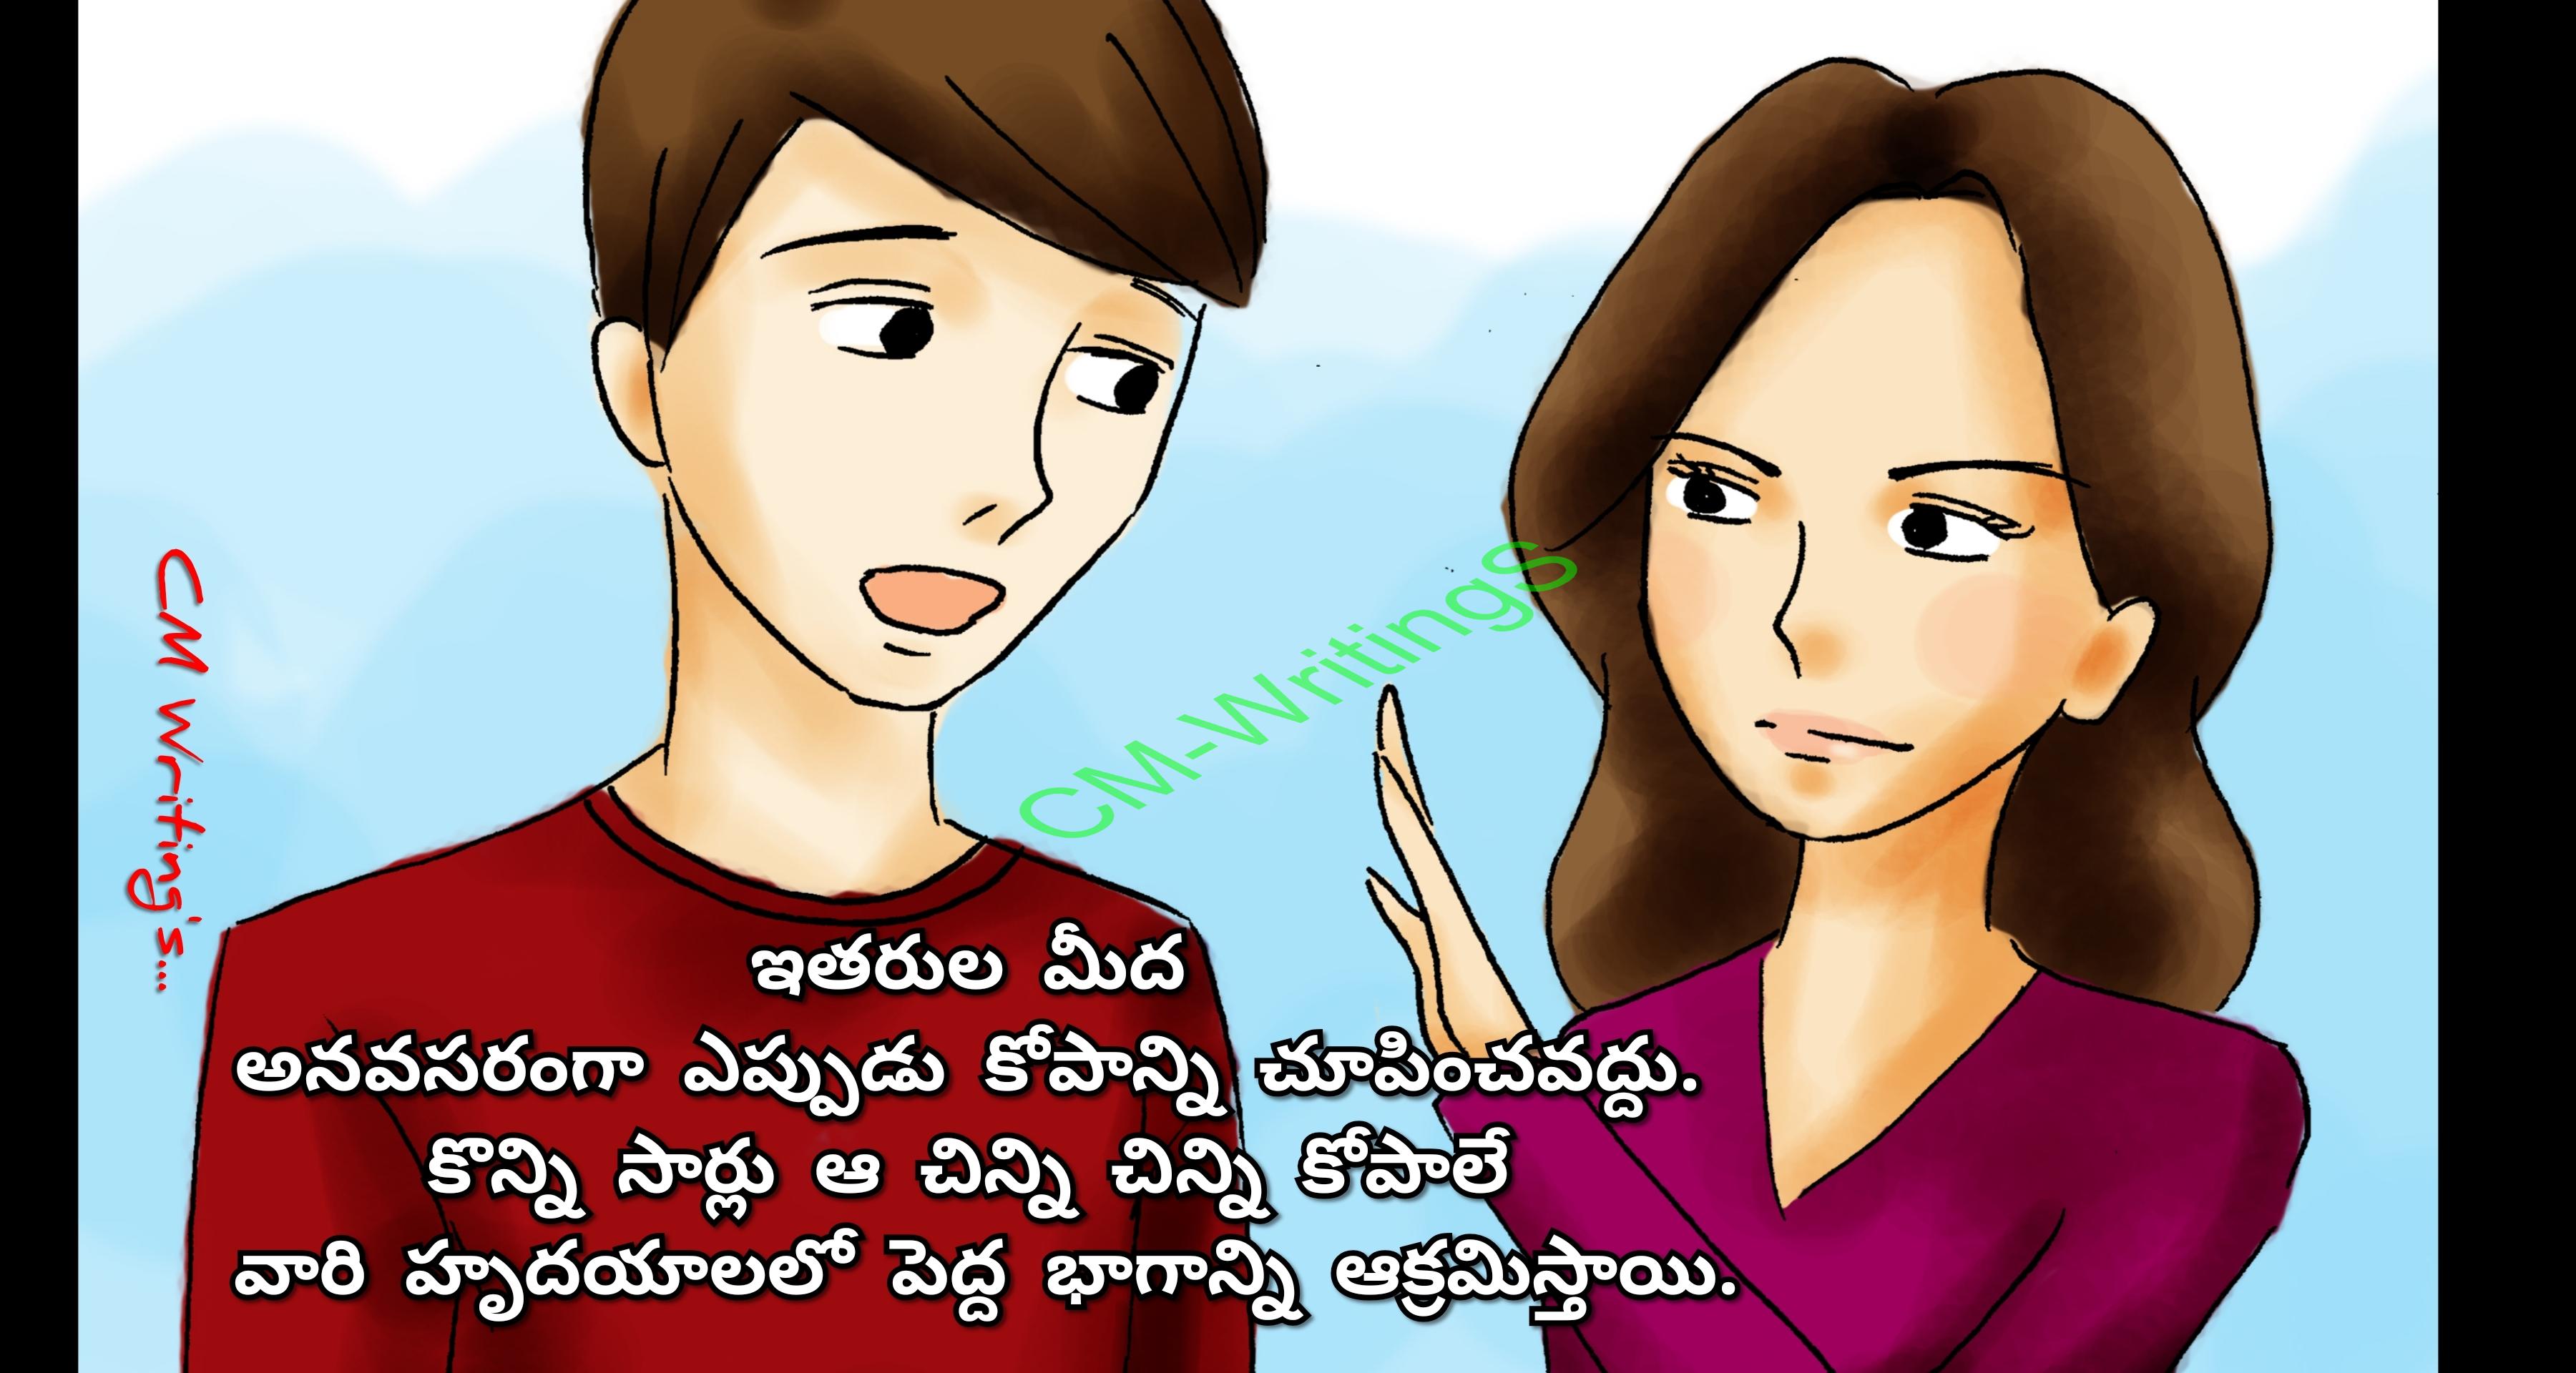 CM Writing's...
CM-WritingS
ఇతరుల మీద
అనవసరంగా ఎప్పుడు కోపాన్ని చూపించవద్దు.
కొన్ని సార్లు ఆ చిన్ని చిన్ని కోపాలే
వారి హృదయాలలో పెద్ద భాగాన్ని ఆక్రమిస్తాయి.